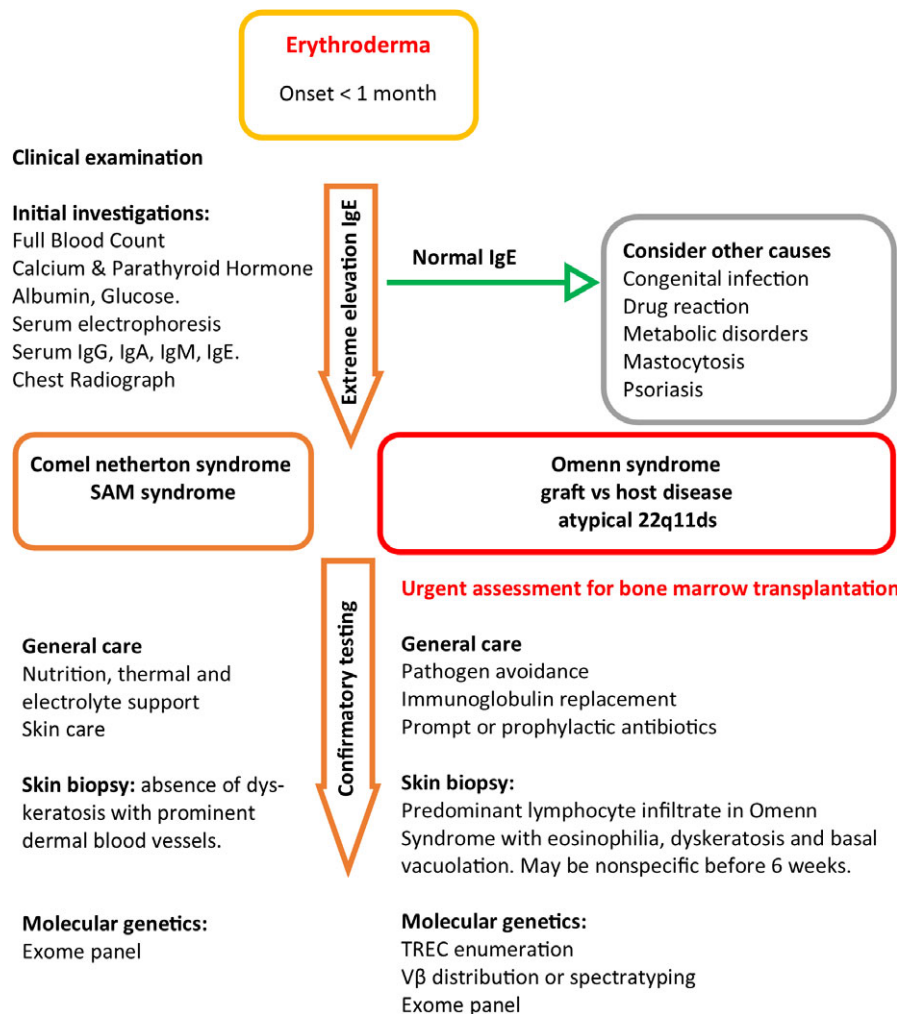 Erythroderma
Onset < 1 month
Clinical examination
Initial investigations:
Full Blood Count
Calcium & Parathyroid Hormone
Albumin, Glucose.
Serum electrophoresis
Serum IgG, IgA, IgM, IgE.
Chest Radiograph
Extreme elevation IgE
Normal IgE
Consider other causes
Congenital infection
Drug reaction
Metabolic disorders
Mastocytosis
Psoriasis
Comel netherton syndrome
SAM syndrome
Omenn syndrome
graft vs host disease
atypical 22q11ds
Confirmatory testing
General care
Nutrition, thermal and
electrolyte support
Skin care
Skin biopsy: absence of dys-
keratosis with prominent
dermal blood vessels.
Molecular genetics:
Exome panel
Urgent assessment for bone marrow transplantation
General care
Pathogen avoidance
Immunoglobulin replacement
Prompt or prophylactic antibiotics
Skin biopsy:
Predominant lymphocyte infiltrate in Omenn
Syndrome with eosinophilia, dyskeratosis and basal
vacuolation. May be nonspecific before 6 weeks.
Molecular genetics:
TREC enumeration
Vβ distribution or spectratyping
Exome panel